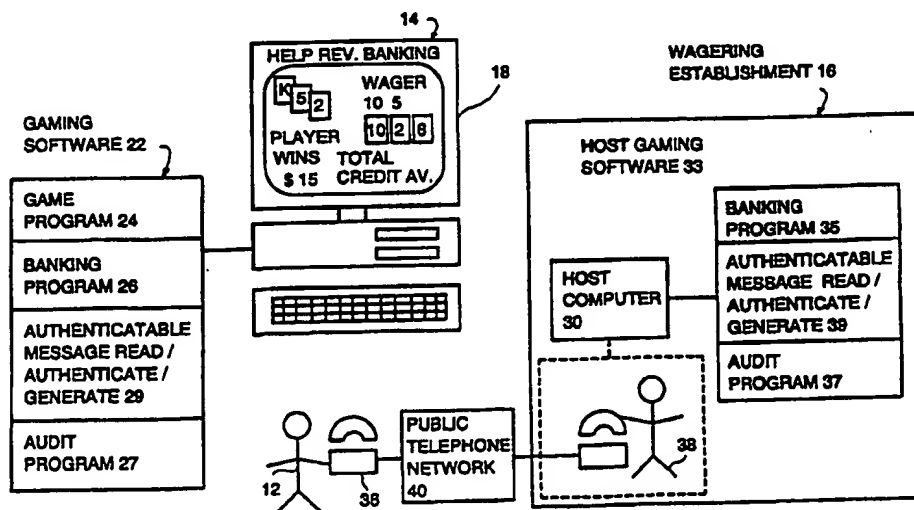 14
HELP REV. BANKING
18
K
5
2
WAGER
10 5
10 2 8
PLAYER
WINS
$ 15
TOTAL
CREDIT AV.
GAMING
SOFTWARE 22
GAME
PROGRAM 24
BANKING
PROGRAM 26
AUTHENTICATABLE
MESSAGE READ /
AUTHENTICATE /
GENERATE 29
AUDIT
PROGRAM 27
12
38
PUBLIC
TELEPHONE
NETWORK
40
WAGERING
ESTABLISHMENT 16
HOST GAMING
SOFTWARE 33
HOST
COMPUTER
30
BANKING
PROGRAM 35
AUTHENTICATABLE
MESSAGE READ /
AUTHENTICATE /
GENERATE 39
AUDIT
PROGRAM 37
38